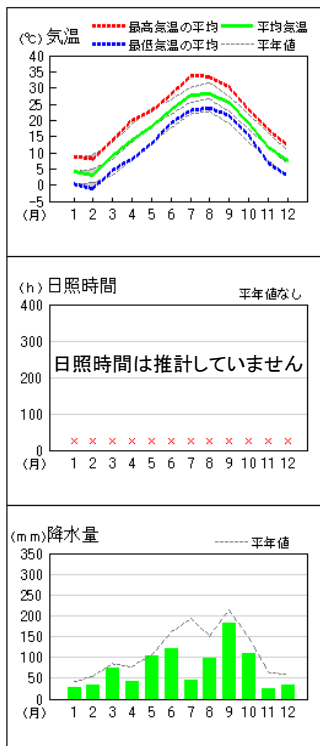 (℃) 気温
最高気温の平均 平均気温
最低気温の平均 平年値
40
35
30
25
20
15
10
5
0
-5
(月) 1 2 3 4 5 6 7 8 9 10 11 12
(h) 日照時間
平年値なし
400
300
日照時間は推計していません
200
100
0
(月) 1 2 3 4 5 6 7 8 9 10 11 12
(mm) 降水量
平年値
350
300
250
200
150
100
50
0
(月) 1 2 3 4 5 6 7 8 9 10 11 12